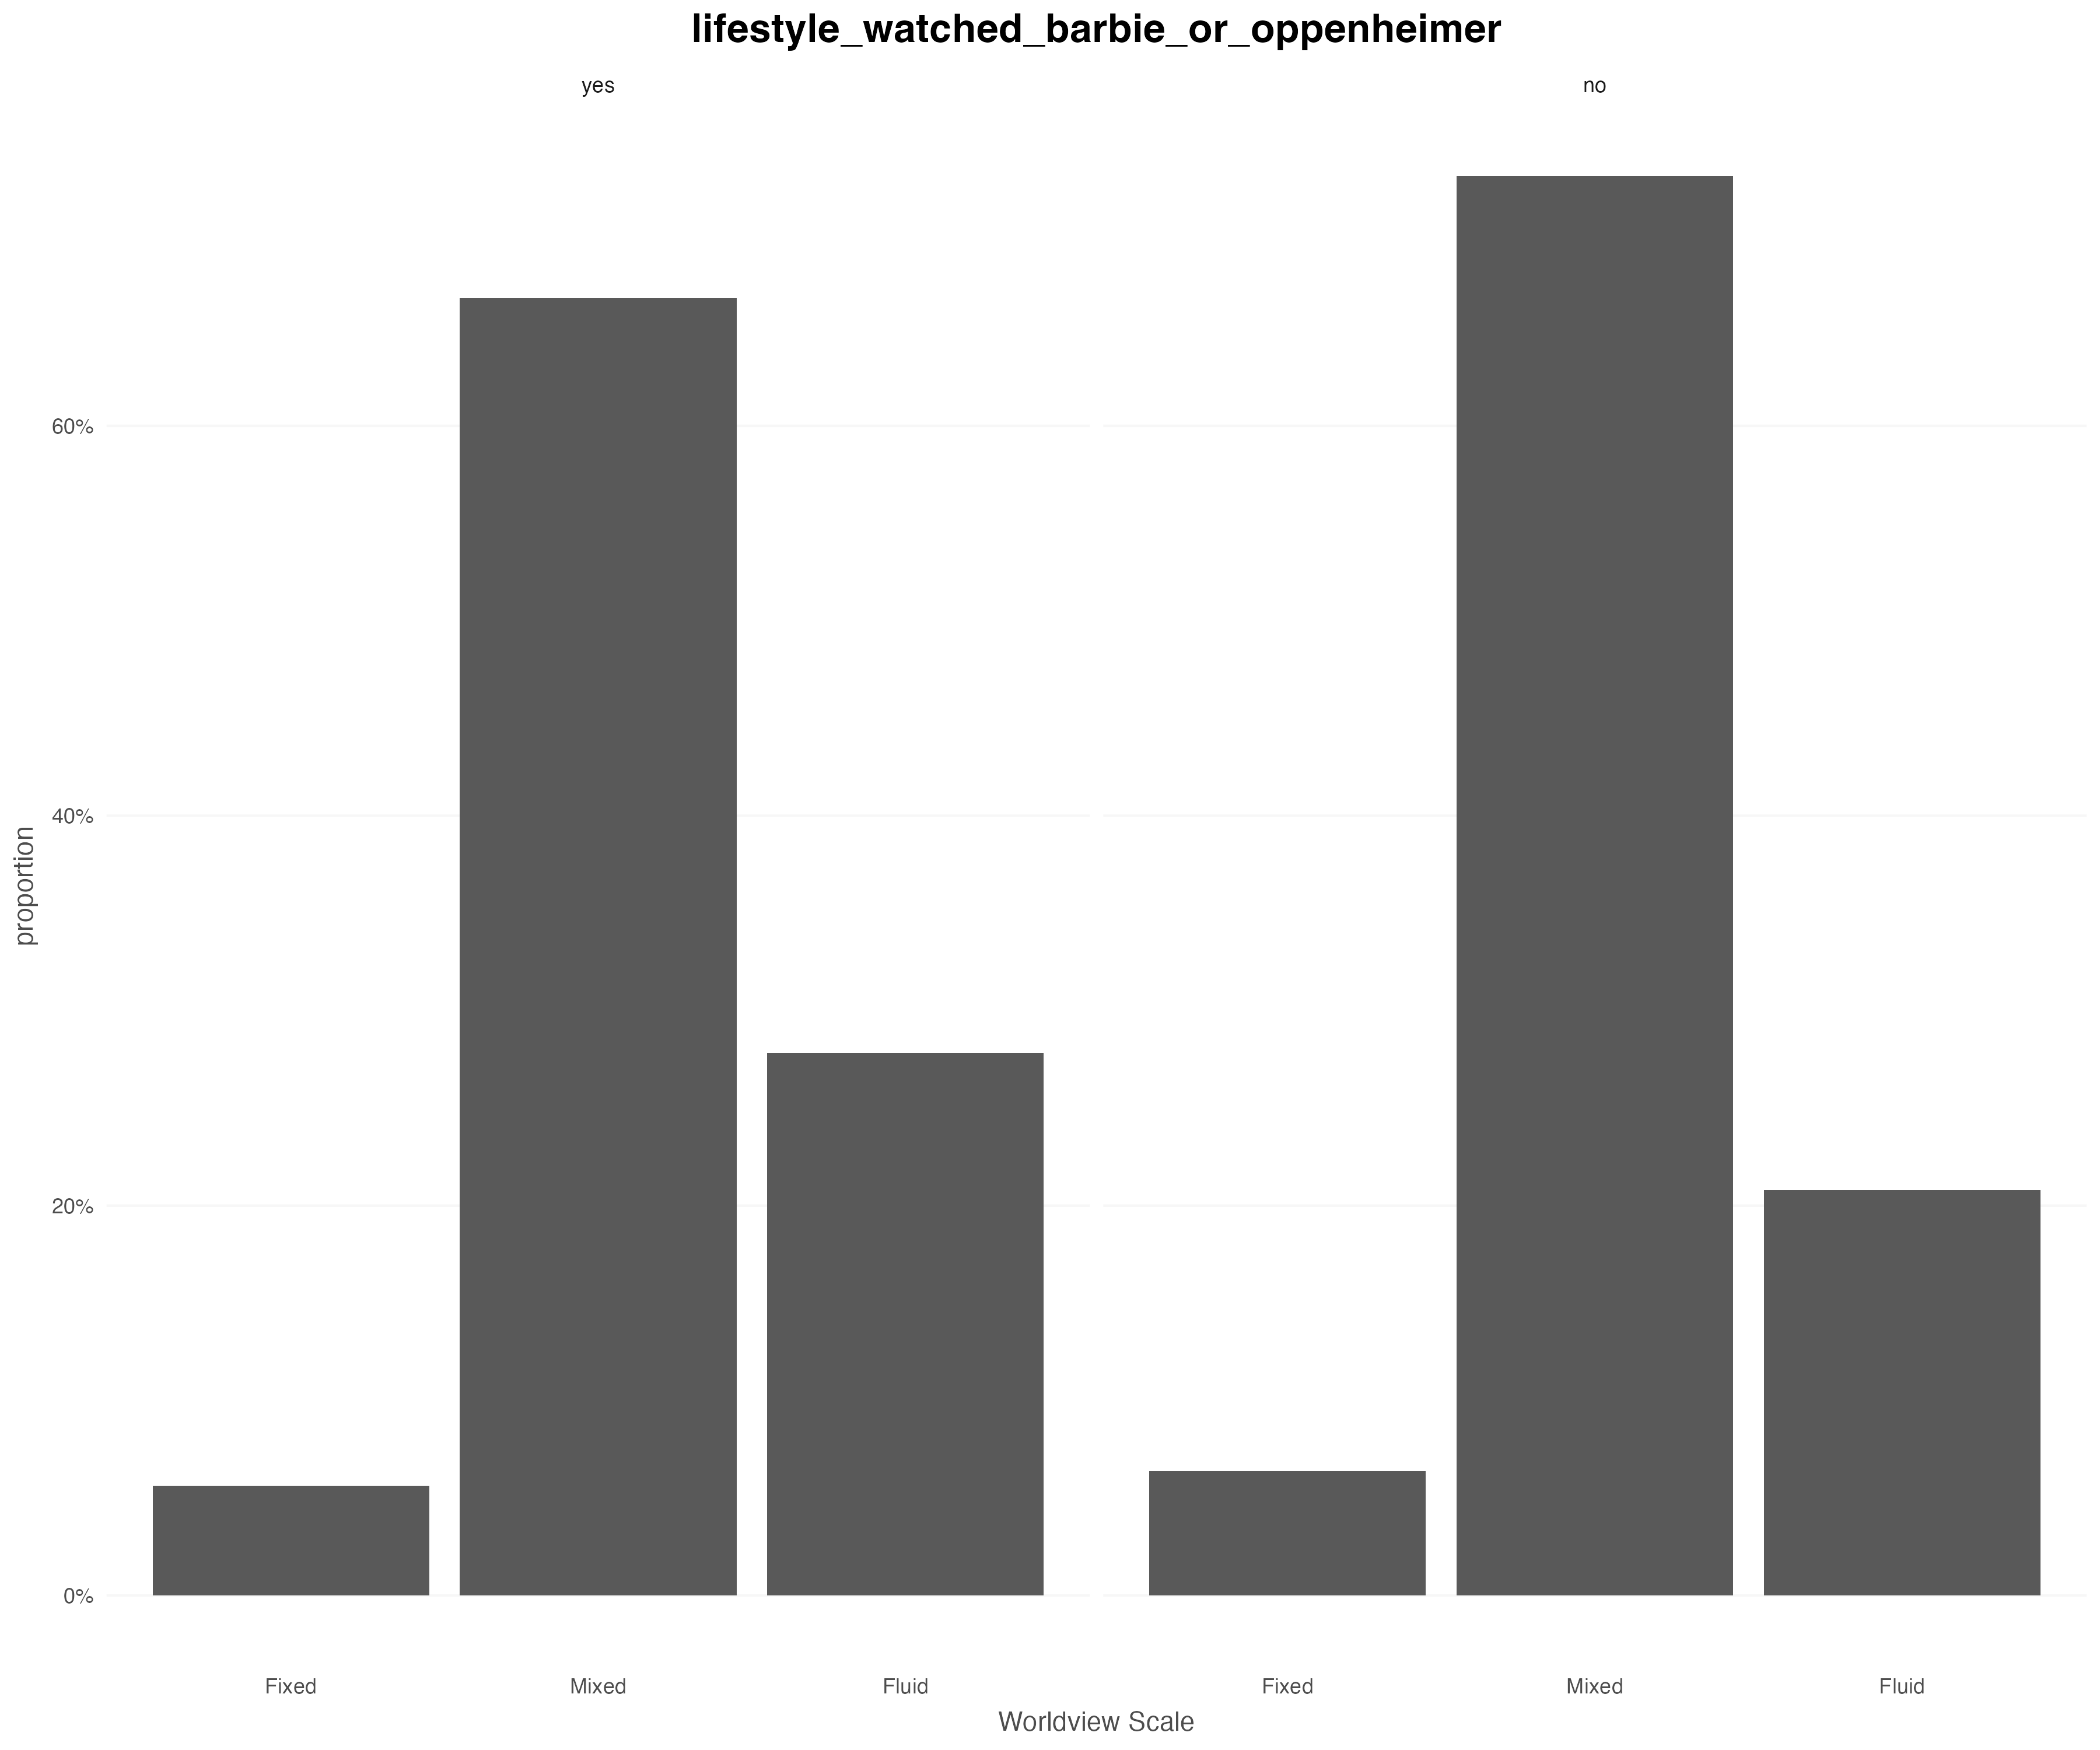 lifestyle_watched_barbie_or_oppenheimer
yes
no
60%
40%
20%
0%
proportion
Fixed
Mixed
Fluid
Fixed
Mixed
Fluid
Worldview Scale